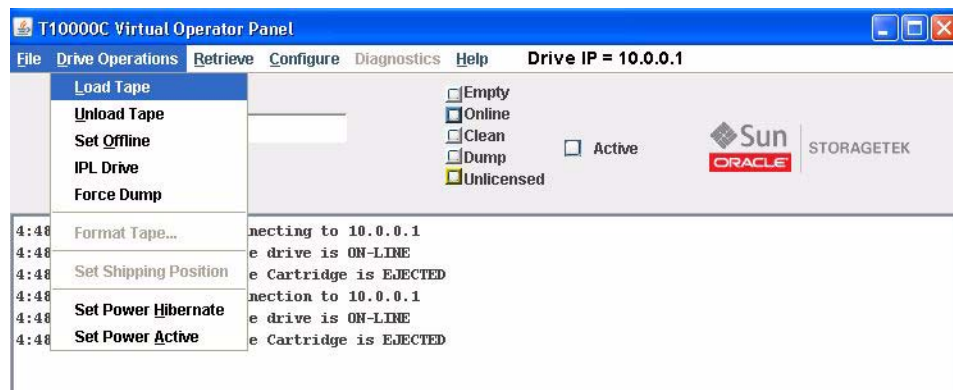 T10000C Virtual Operator Panel
File Drive Operations Retrieve Configure Diagnostics Help Drive IP = 10.0.0.1
Load Tape
Unload Tape
Set Offline
IPL Drive
Force Dump
Format Tape...
Set Shipping Position
Set Power Hibernate
Set Power Active
Empty
Online
Clean
Dump
Unlicensed
Active
Sun
ORACLE
STORAGETEK
4:48 necting to 10.0.0.1
4:48 e drive is ON-LINE
4:48 e Cartridge is EJECTED
4:48 nection to 10.0.0.1
4:48 e drive is ON-LINE
4:48 e Cartridge is EJECTED